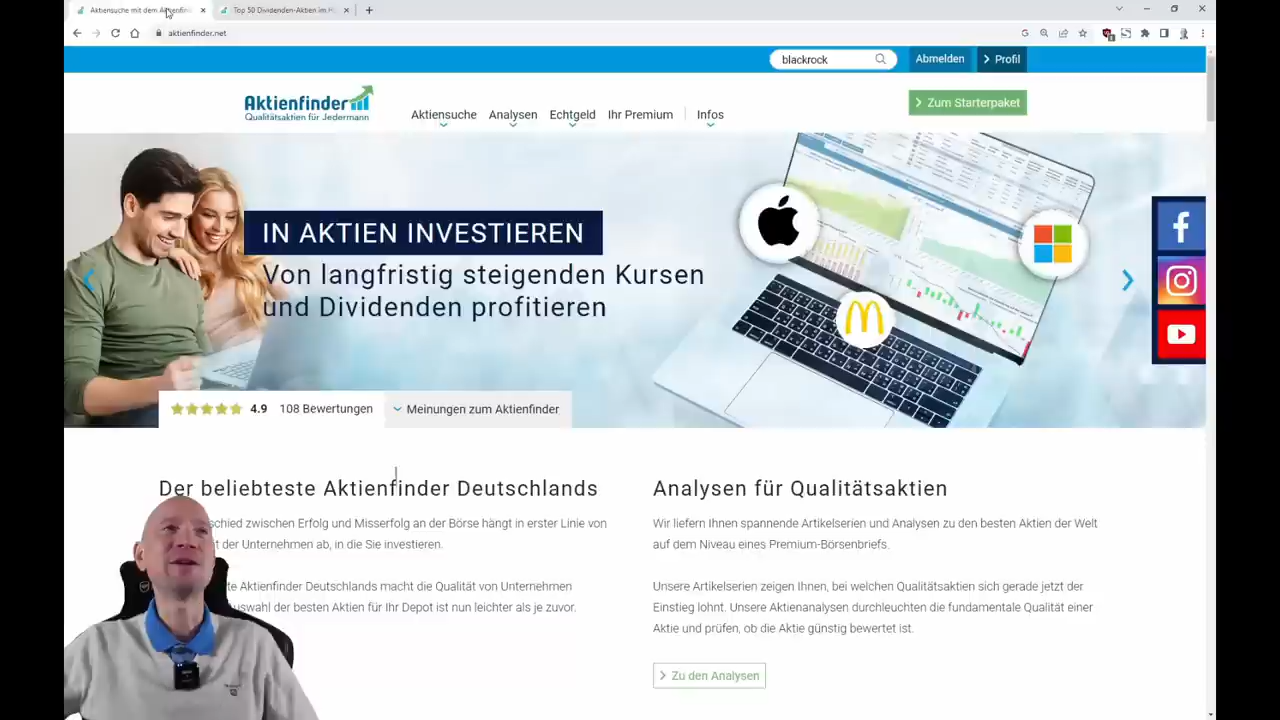 Aktiensuche mit dem Aktienfin
Top 50 Dividenden-Aktien im H
aktienfinder.net
blackrock
Abmelden
Profil
Aktienfinder
Qualitätsaktien für Jedermann
Aktiensuche
Analysen
Echtgeld
Ihr Premium
Infos
Zum Starterpaket
IN AKTIEN INVESTIEREN
Von langfristig steigenden Kursen
und Dividenden profitieren
4.9 108 Bewertungen
Meinungen zum Aktienfinder
Der beliebteste Aktienfinder Deutschlands
schied zwischen Erfolg und Misserfolg an der Börse hängt in erster Linie von
t der Unternehmen ab, in die Sie investieren.
te Aktienfinder Deutschlands macht die Qualität von Unternehmen
uswahl der besten Aktien für Ihr Depot ist nun leichter als je zuvor.
Analysen für Qualitätsaktien
Wir liefern Ihnen spannende Artikelserien und Analysen zu den besten Aktien der Welt
auf dem Niveau eines Premium-Börsenbriefs.
Unsere Artikelserien zeigen Ihnen, bei welchen Qualitätsaktien sich gerade jetzt der
Einstieg lohnt. Unsere Aktienanalysen durchleuchten die fundamentale Qualität einer
Aktie und prüfen, ob die Aktie günstig bewertet ist.
Zu den Analysen